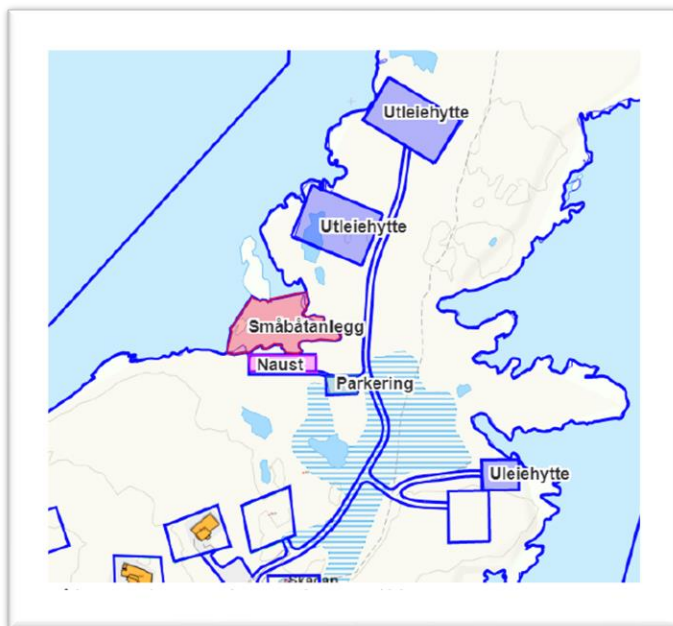 Utleiehytte
Utleiehytte
Småbåtanlegg
Naust
Parkering
Uleiehytte